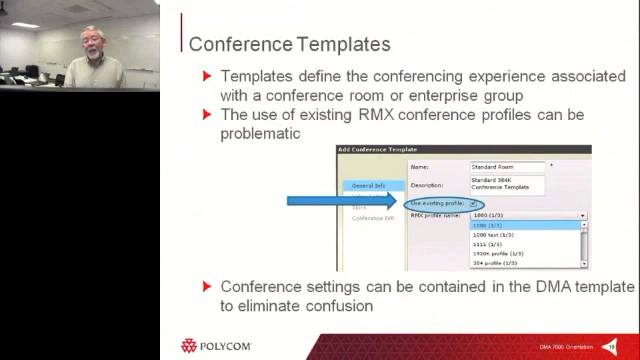 Conference Templates
Templates define the conferencing experience associated
with a conference room or enterprise group
The use of existing RMX conference profiles can be
problematic
Add Conference Template
General Info
Conference IVR
Name:
Standard Room
*
Description:
Standard 384K
Conference Template
Use existing profile:
RMX profile name:
1080 (1/3)
1080 (1/3)
1080 test (1/3)
1111 (1/3)
1920K profile (1/3)
384 profile (1/3)
Conference settings can be contained in the DMA template
to eliminate confusion
POLYCOM
DMA 7000 Orientation